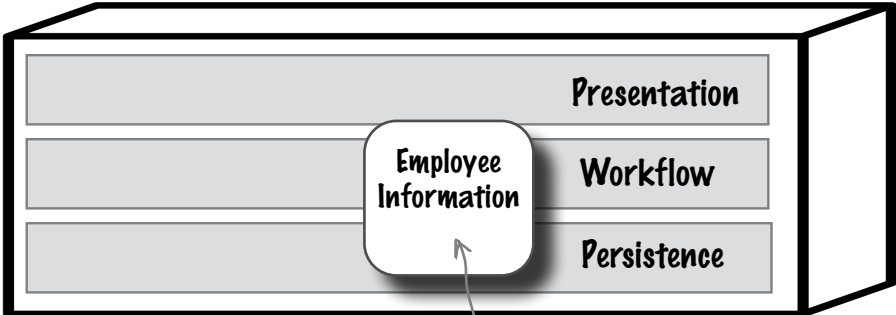 Presentation
Employee
Information
Workflow
Persistence